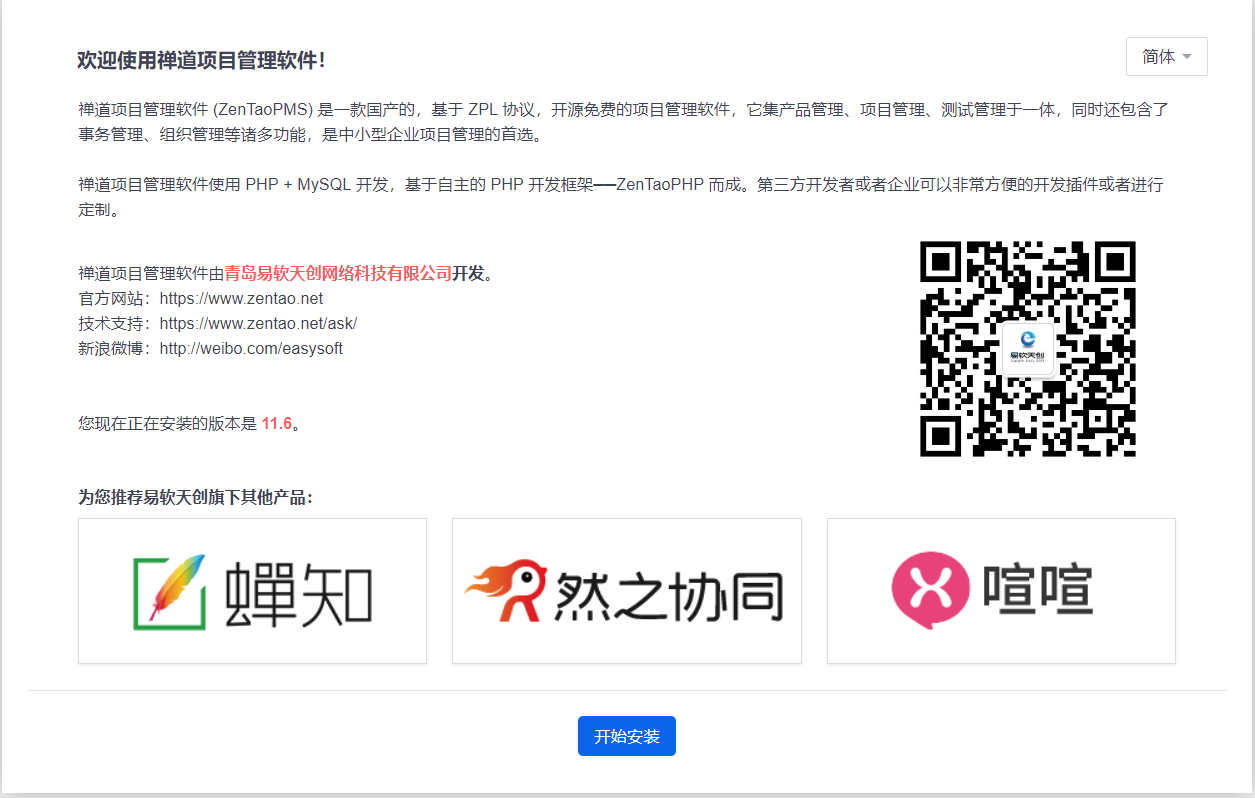 欢迎使用禅道项目管理软件！
简体
禅道项目管理软件 (ZenTaoPMS) 是一款国产的，基于 ZPL 协议，开源免费的项目管理软件，它集产品管理、项目管理、测试管理于一体，同时还包含了
事务管理、组织管理等诸多功能，是中小型企业项目管理的首选。
禅道项目管理软件使用 PHP + MySQL 开发，基于自主的 PHP 开发框架──ZenTaoPHP 而成。第三方开发者或者企业可以非常方便的开发插件或者进行
定制。
禅道项目管理软件由青岛易软天创网络科技有限公司开发。
官方网站：https://www.zentao.net
技术支持：https://www.zentao.net/ask/
新浪微博：http://weibo.com/easysoft
易软天创
您现在正在安装的版本是 11.6。
为您推荐易软天创旗下其他产品：
蝉知
然之协同
喧喧
开始安装